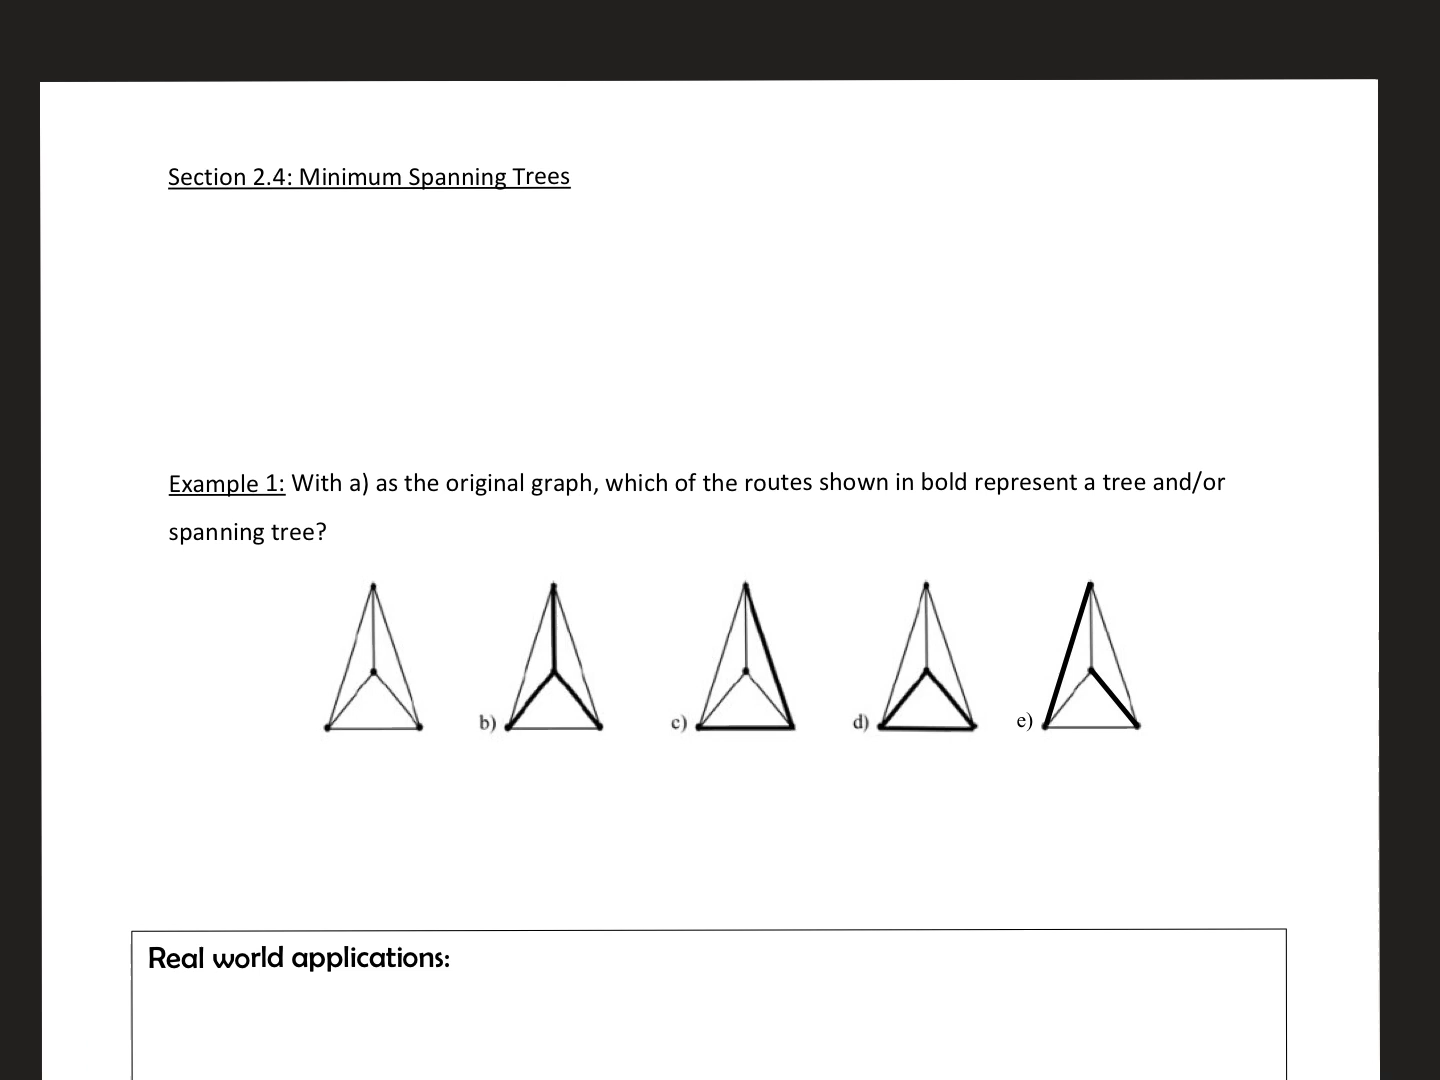 Section 2.4: Minimum Spanning Trees
Example 1: With a) as the original graph, which of the routes shown in bold represent a tree and/or
spanning tree?
b) c) d) e)
Real world applications: